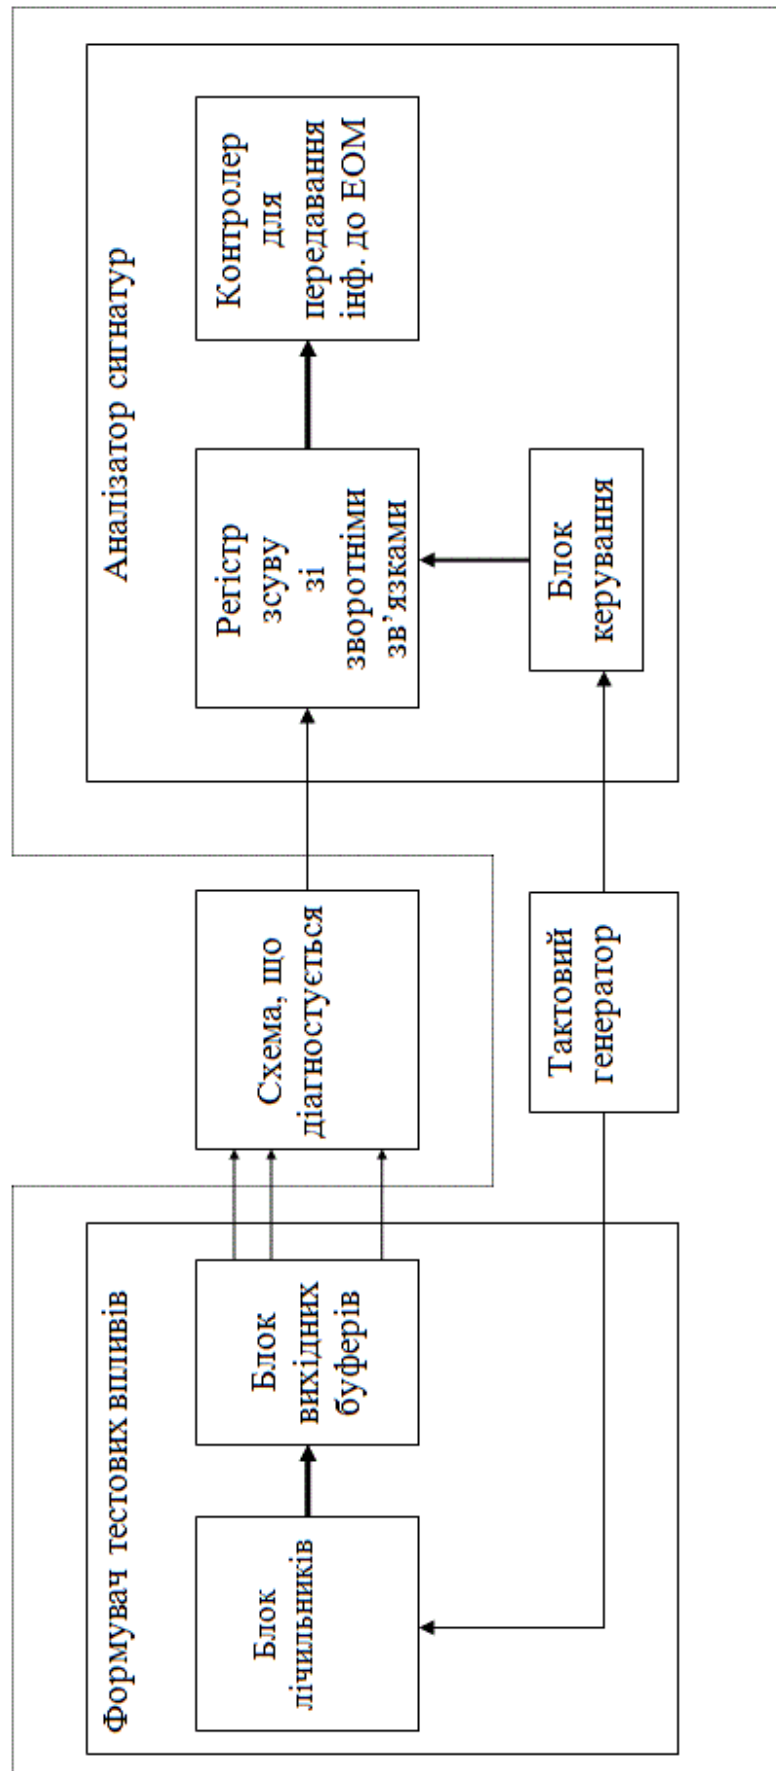 Формувач тестових впливів
Блок
лічильників
Блок
вихідних
буферів
Схема, що
діагностується
Тактовий
генератор
Аналізатор сигнатур
Регістр
зсуву
зі
зворотніми
зв’язками
Контролер
для
передавання
інф. до ЕОМ
Блок
керування